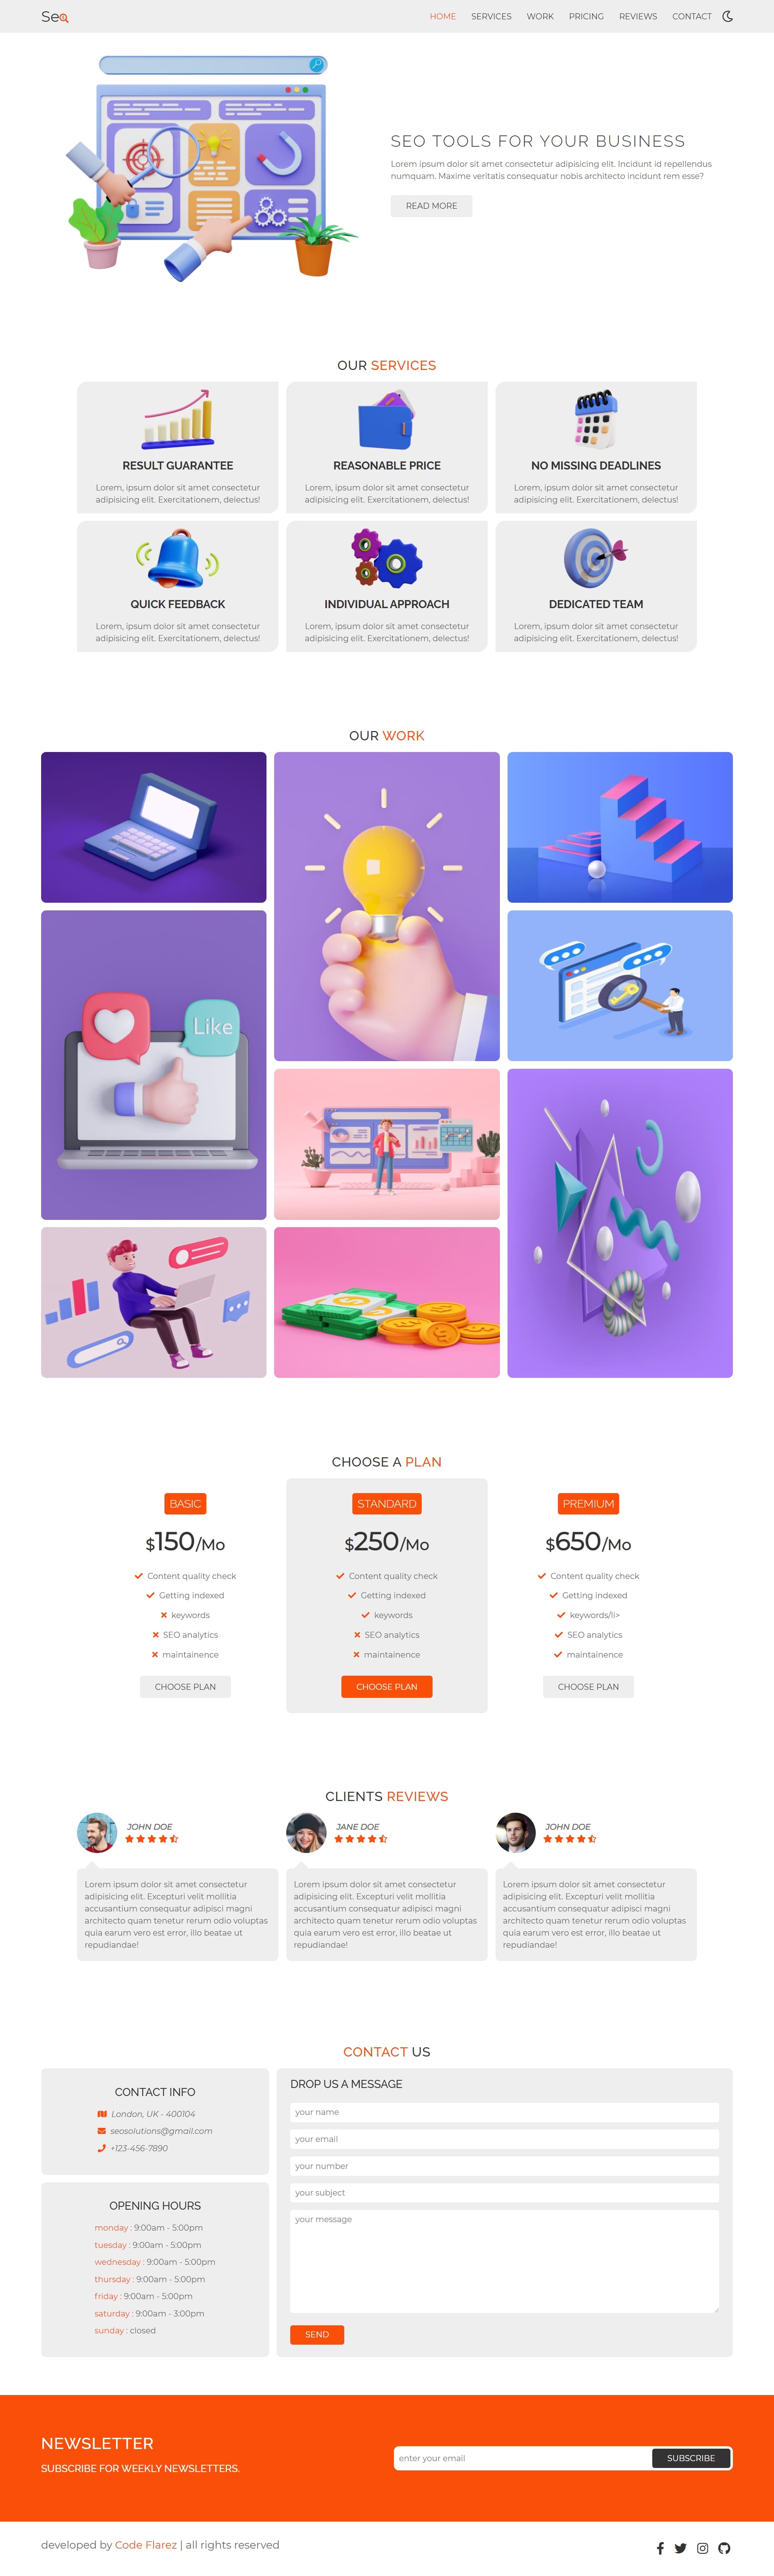 Seo
HOME SERVICES WORK PRICING REVIEWS CONTACT
SEO TOOLS FOR YOUR BUSINESS
Lorem ipsum dolor sit amet consectetur adipisicing elit. Incidunt id repellendus
numquam. Maxime veritatis consequatur nobis architecto incidunt rem esse?
READ MORE
OUR SERVICES
RESULT GUARANTEE
Lorem, ipsum dolor sit amet consectetur
adipisicing elit. Exercitationem, delectus!
REASONABLE PRICE
Lorem, ipsum dolor sit amet consectetur
adipisicing elit. Exercitationem, delectus!
NO MISSING DEADLINES
Lorem, ipsum dolor sit amet consectetur
adipisicing elit. Exercitationem, delectus!
QUICK FEEDBACK
Lorem, ipsum dolor sit amet consectetur
adipisicing elit. Exercitationem, delectus!
INDIVIDUAL APPROACH
Lorem, ipsum dolor sit amet consectetur
adipisicing elit. Exercitationem, delectus!
DEDICATED TEAM
Lorem, ipsum dolor sit amet consectetur
adipisicing elit. Exercitationem, delectus!
OUR WORK
Like
CHOOSE A PLAN
BASIC
$150/Mo
Content quality check
Getting indexed
keywords
SEO analytics
maintainence
CHOOSE PLAN
STANDARD
$250/Mo
Content quality check
Getting indexed
keywords
SEO analytics
maintainence
CHOOSE PLAN
PREMIUM
$650/Mo
Content quality check
Getting indexed
keywords/li>
SEO analytics
maintainence
CHOOSE PLAN
CLIENTS REVIEWS
JOHN DOE
Lorem ipsum dolor sit amet consectetur
adipisicing elit. Excepturi velit mollitia
accusantium consequatur adipisci magni
architecto quam tenetur rerum odio voluptas
quia earum vero est error, illo beatae ut
repudiandae!
JANE DOE
Lorem ipsum dolor sit amet consectetur
adipisicing elit. Excepturi velit mollitia
accusantium consequatur adipisci magni
architecto quam tenetur rerum odio voluptas
quia earum vero est error, illo beatae ut
repudiandae!
JOHN DOE
Lorem ipsum dolor sit amet consectetur
adipisicing elit. Excepturi velit mollitia
accusantium consequatur adipisci magni
architecto quam tenetur rerum odio voluptas
quia earum vero est error, illo beatae ut
repudiandae!
CONTACT US
CONTACT INFO
London, UK - 400104
seosolutions@gmail.com
+123-456-7890
OPENING HOURS
monday : 9:00am - 5:00pm
tuesday : 9:00am - 5:00pm
wednesday : 9:00am - 5:00pm
thursday : 9:00am - 5:00pm
friday : 9:00am - 5:00pm
saturday : 9:00am - 3:00pm
sunday : closed
DROP US A MESSAGE
your name
your email
your number
your subject
your message
SEND
NEWSLETTER
SUBSCRIBE FOR WEEKLY NEWSLETTERS.
enter your email
SUBSCRIBE
developed by Code Flarez | all rights reserved